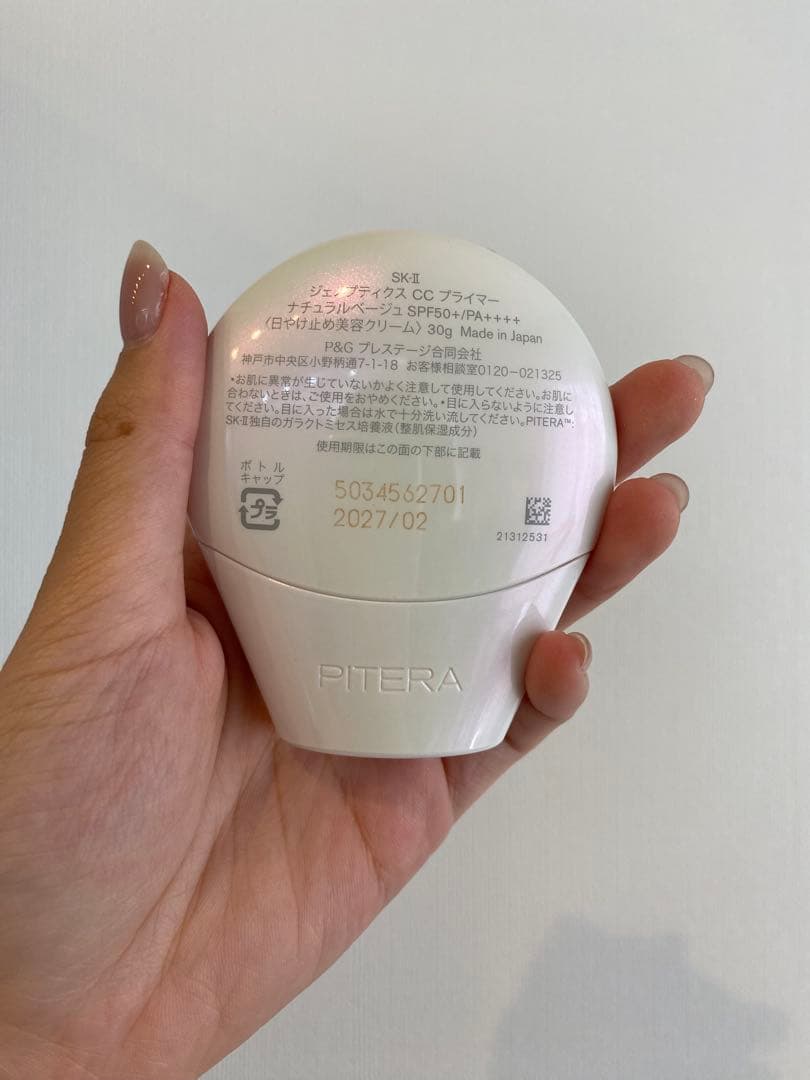 SK-II
ジェノプティクス CC プライマー
ナチュラルベージュ SPF50+/PA++++
〈日やけ止め美容クリーム〉 30g Made in Japan
P&G プレステージ合同会社
神戸市中央区小野柄通7-1-18 お客様相談室0120-021325
•お肌に異常が生じていないかよく注意して使用してください。お肌に
合わないときは、ご使用をおやめください。•目に入らないように注意し
てください。目に入った場合は水で十分洗い流してください。PITERA™:
SK-II独自のガラクトミセス培養液(整肌保湿成分)
使用期限はこの面の下部に記載
ボトル
キャップ
プラ
5034562701
2027/02
21312531
PITERA